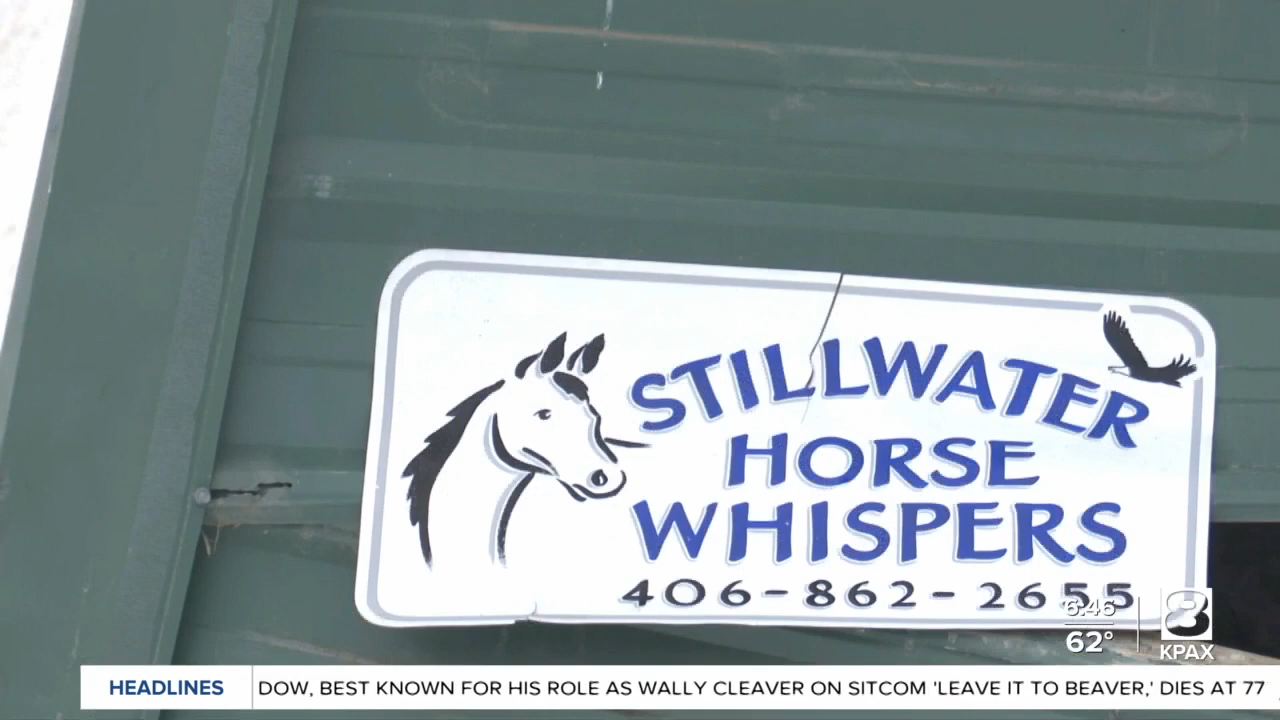 STILLWATER
HORSE
WHISPERS
406-862-2655
6:46
62°
8
KPAX
HEADLINES
DOW, BEST KNOWN FOR HIS ROLE AS WALLY CLEAVER ON SITCOM 'LEAVE IT TO BEAVER,' DIES AT 77